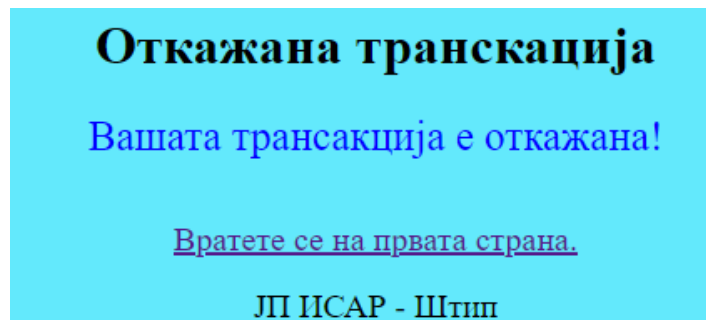 Откажана транскација
Вашата трансакција е откажана!
Вратете се на првата страна.
ЈП ИСАР - Штип